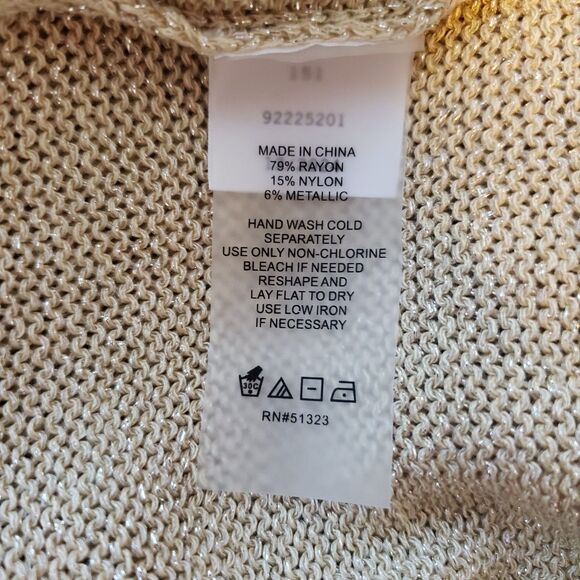 181
92225201
MADE IN CHINA
79% RAYON
15% NYLON
6% METALLIC
HAND WASH COLD
SEPARATELY
USE ONLY NON-CHLORINE
BLEACH IF NEEDED
RESHAPE AND
LAY FLAT TO DRY
USE LOW IRON
IF NECESSARY
30C
RN#51323